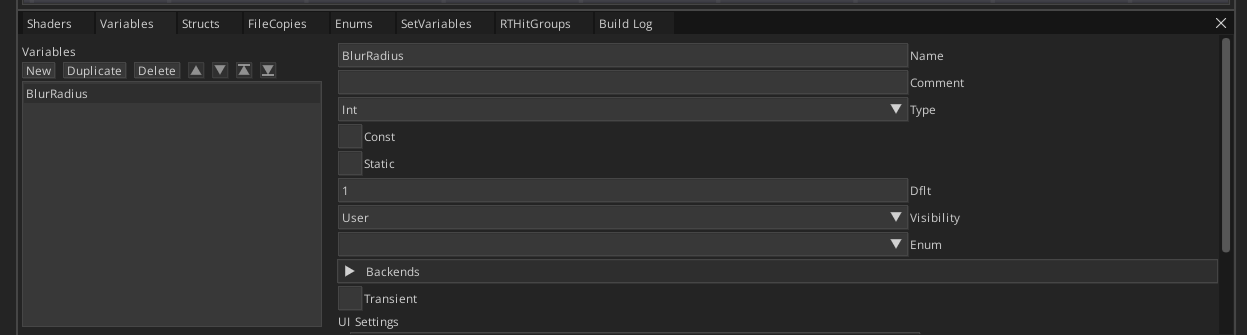 Shaders Variables Structs FileCopies Enums SetVariables RTHitGroups Build Log
Variables
New Duplicate Delete
BlurRadius
BlurRadius Name
Comment
Int Type
Const
Static
1 Dflt
User Visibility
Enum
Backends
Transient
UI Settings